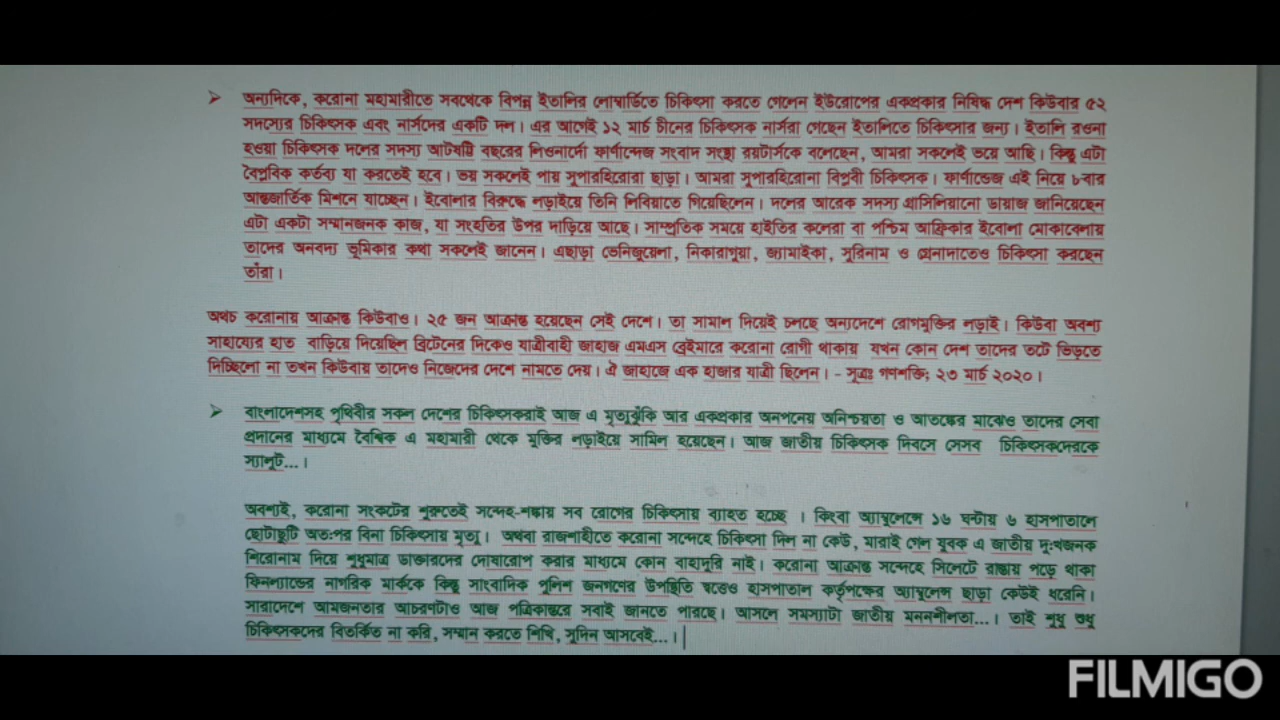 ➢ অন্যদিকে, করোনা মহামারীতে সবথেকে বিপন্ন ইতালির লোম্বার্ডিতে চিকিৎসা করতে গেলেন ইউরোপের একপ্রকার নিষিদ্ধ দেশ কিউবার ৫২
সদস্যের চিকিৎসক এবং নার্সদের একটি দল। এর আগেই ১২ মার্চ চীনের চিকিৎসক নার্সরা গেছেন ইতালিতে চিকিৎসার জন্য। ইতালি রওনা
হওয়া চিকিৎসক দলের সদস্য আটষট্টি বছরের লিওনার্দো ফার্ণান্দেজ সংবাদ সংস্থা রয়টার্সকে বলেছেন, আমরা সকলেই ভয়ে আছি। কিন্তু এটা
বৈপ্লবিক কর্তব্য যা করতেই হবে। ভয় সকলেই পায় সুপারহিরোরা ছাড়া। আমরা সুপারহিরোনা বিপ্লবী চিকিৎসক। ফার্ণান্ডেজ এই নিয়ে ৮বার
আন্তজার্তিক মিশনে যাচ্ছেন। ইবোলার বিরুদ্ধে লড়াইয়ে তিনি লিবিয়াতে গিয়েছিলেন। দলের আরেক সদস্য গ্রাসিলিয়ানো ডায়াজ জানিয়েছেন
এটা একটা সম্মানজনক কাজ, যা সংহতির উপর দাড়িয়ে আছে। সাম্প্রতিক সময়ে হাইতির কলেরা বা পশ্চিম আফ্রিকার ইবোলা মোকাবেলায়
তাদের অনবদ্য ভূমিকার কথা সকলেই জানেন। এছাড়া ভেনিজুয়েলা, নিকারাগুয়া, জ্যামাইকা, সুরিনাম ও গ্রেনাদাতেও চিকিৎসা করছেন
তাঁরা।
অথচ করোনায় আক্রান্ত কিউবাও। ২৫ জন আক্রান্ত হয়েছেন সেই দেশে। তা সামাল দিয়েই চলছে অন্যদেশে রোগমুক্তির লড়াই। কিউবা অবশ্য
সাহায্যের হাত বাড়িয়ে দিয়েছিল ব্রিটেনের দিকেও যাত্রীবাহী জাহাজ এমএস ব্রেইমারে করোনা রোগী থাকায় যখন কোন দেশ তাদের তটে ভিড়তে
দিচ্ছিলো না তখন কিউবায় তাদেও নিজেদের দেশে নামতে দেয়। ঐ জাহাজে এক হাজার যাত্রী ছিলেন। - সূত্রঃ গণশক্তি; ২৩ মার্চ ২০২০।
➢ বাংলাদেশসহ পৃথিবীর সকল দেশের চিকিৎসকরাই আজ এ মৃত্যুঝুঁকি আর একপ্রকার অনপনেয় অনিশ্চয়তা ও আতঙ্কের মাঝেও তাদের সেবা
প্রদানের মাধ্যমে বৈশ্বিক এ মহামারী থেকে মুক্তির লড়াইয়ে সামিল হয়েছেন। আজ জাতীয় চিকিৎসক দিবসে সেসব চিকিৎসকদেরকে
স্যালুট...।
অবশ্যই, করোনা সংকটের শুরুতেই সন্দেহ-শঙ্কায় সব রোগের চিকিৎসায় ব্যাহত হচ্ছে । কিংবা অ্যাম্বুলেন্সে ১৬ ঘন্টায় ৬ হাসপাতালে
ছোটাছুটি অতঃপর বিনা চিকিৎসায় মৃত্যু। অথবা রাজশাহীতে করোনা সন্দেহে চিকিৎসা দিল না কেউ, মারাই গেল যুবক এ জাতীয় দুঃখজনক
শিরোনাম দিয়ে শুধুমাত্র ডাক্তারদের দোষারোপ করার মাধ্যমে কোন বাহাদুরি নাই। করোনা আক্রান্ত সন্দেহে সিলেটে রাস্তায় পড়ে থাকা
ফিনল্যান্ডের নাগরিক মার্ককে কিন্তু সাংবাদিক পুলিশ জনগণের উপস্থিতি স্বত্তেও হাসপাতাল কর্তৃপক্ষের অ্যাম্বুলেন্স ছাড়া কেউই ধরেনি।
সারাদেশে আমজনতার আচরণটাও আজ পত্রিকান্তরে সবাই জানতে পারছে। আসলে সমস্যাটা জাতীয় মননশীলতা...। তাই শুধু শুধু
চিকিৎসকদের বিতর্কিত না করি, সম্মান করতে শিখি, সুদিন আসবেই...।
FILMIGO